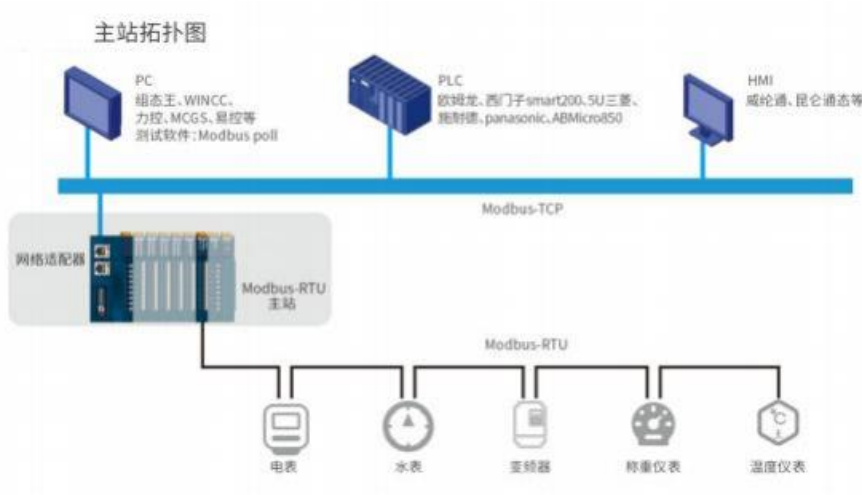 主站拓扑图
PC
组态王、WINCC、
力控、MCGS、易控等
测试软件:Modbus poll
PLC
欧姆龙、西门子smart200、5U三菱、
施耐德、panasonic、ABMicro850
HMI
威纶通、昆仑通态等
Modbus-TCP
网络适配器
Modbus-RTU
主站
Modbus-RTU
电表
水表
变频器
称重仪表
温度仪表